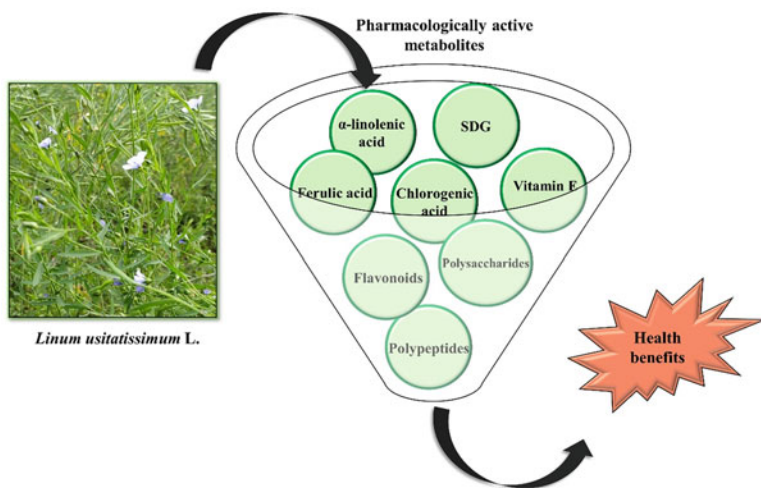 Pharmacologically active
metabolites
α-linolenic
acid
SDG
Ferulic acid
Chlorogenic
acid
Vitamin E
Flavonoids
Polysaccharides
Polypeptides
Linum usitatissimum L.
Health
benefits